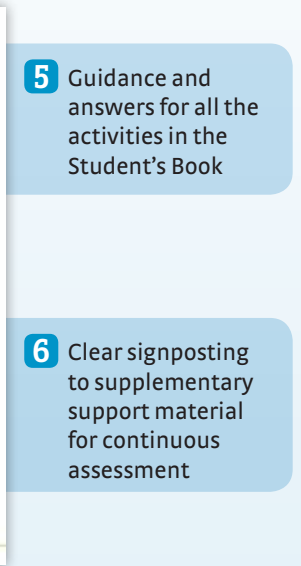 5 Guidance and
answers for all the
activities in the
Student's Book
6 Clear signposting
to supplementary
support material
for continuous
assessment